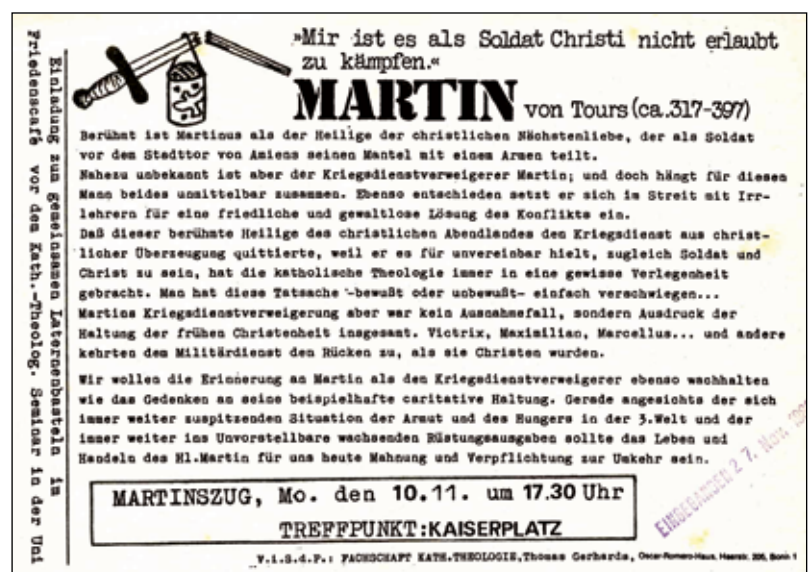 »Mir ist es als Soldat Christi nicht erlaubt
zu kämpfen.«
MARTIN von Tours (ca.317-397)
Berühmt ist Martinus als der Heilige der christlichen Nächstenliebe, der als Soldat
vor dem Stadttor von Amiens seinen Mantel mit einem Armen teilt.
Nahezu unbekannt ist aber der Kriegsdienstverweigerer Martin; und doch hängt für diesen
Mann beides unmittelbar zusammen. Ebenso entschieden setzt er sich im Streit mit Irr-
lehrern für eine friedliche und gewaltlose Lösung des Konflikts ein.
Daß dieser berühmte Heilige des christlichen Abendlandes den Kriegsdienst aus christ-
licher Überzeugung quittierte, weil er es für unvereinbar hielt, zugleich Soldat und
Christ zu sein, hat die katholische Theologie immer in eine gewisse Verlegenheit
gebracht. Man hat diese Tatsache -bewußt oder unbewußt- einfach verschwiegen...
Martins Kriegsdienstverweigerung aber war kein Ausnahmefall, sondern Ausdruck der
Haltung der frühen Christenheit insgesamt. Victrix, Maximilian, Marcellus... und andere
kehrten dem Militärdienst den Rücken zu, als sie Christen wurden.
Wir wollen die Erinnerung an Martin als den Kriegsdienstverweigerer ebenso wachhalten
wie das Gedenken an seine beispielhafte caritative Haltung. Gerade angesichts der sich
immer weiter zuspitzenden Situation der Armut und des Hungers in der 3.Welt und der
immer weiter ins Unvorstellbare wachsenden Rüstungsausgaben sollte das Leben und
Handeln des Hl.Martin für uns heute Mahnung und Verpflichtung zur Umkehr sein.
MARTINSZUG, Mo. den 10.11. um 17.30 Uhr
TREFFPUNKT:KAISERPLATZ
V.i.S.d.P.: FACHSCHAFT KATH.THEOLOGIE,Thomas Gerhards, Oscar-Romero-Haus, Heerstr. 205, Bonn 1
Einladung zum gemeinsamen Laternenbasteln im
Friedenscafé vor dem Kath.-Theolog. Seminar in der Uni
EINGEGANGEN 27. Nov.